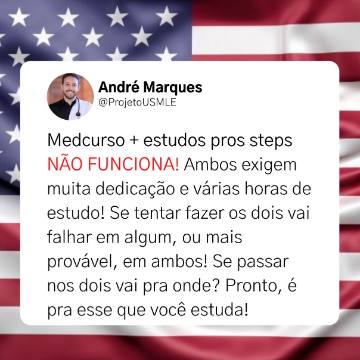 André Marques
@ProjetoUSMLE
Medcurso + estudos pros steps
NÃO FUNCIONA! Ambos exigem
muita dedicação e várias horas de
estudo! Se tentar fazer os dois vai
falhar em algum, ou mais
provável, em ambos! Se passar
nos dois vai pra onde? Pronto, é
pra esse que você estuda!